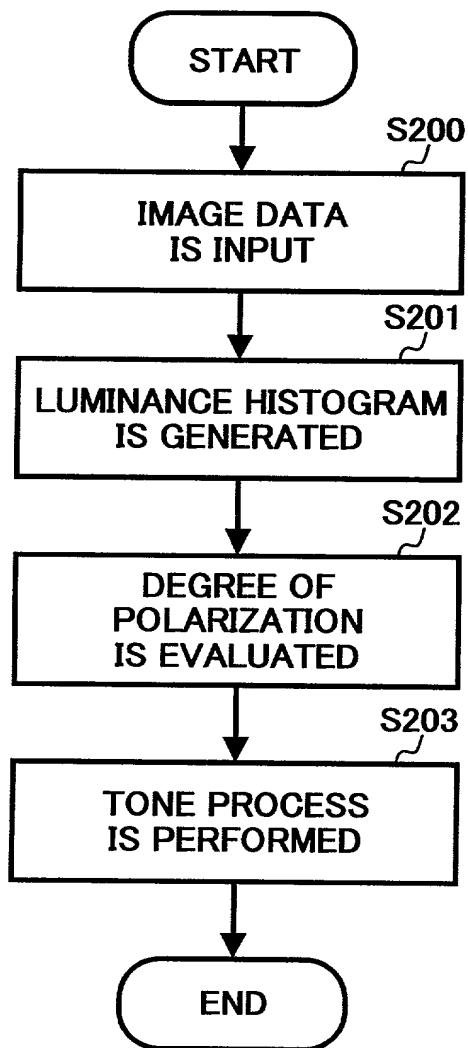 START
S200
IMAGE DATA
IS INPUT
S201
LUMINANCE HISTOGRAM
IS GENERATED
S202
DEGREE OF
POLARIZATION
IS EVALUATED
S203
TONE PROCESS
IS PERFORMED
END